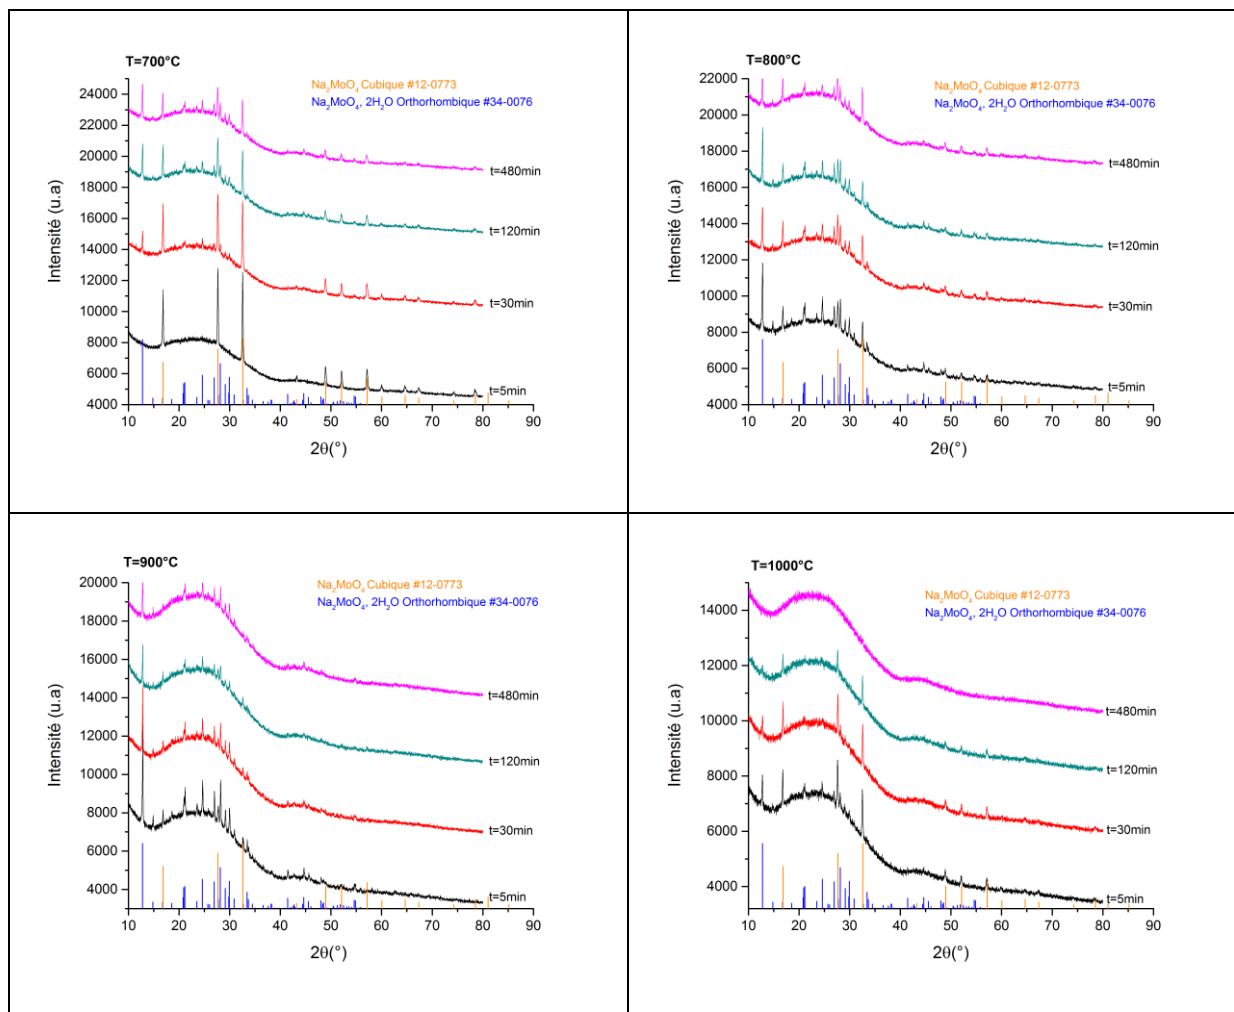 T=700°C
Na₂MoO₄ Cubique #12-0773
Na₂MoO₄, 2H₂O Orthorhombique #34-0076
24000
22000
20000
18000
16000
14000
12000
10000
8000
6000
4000
Intensité (u.a)
t=480min
t=120min
t=30min
t=5min
10 20 30 40 50 60 70 80 90
2θ(°)
T=800°C
Na₂MoO₄ Cubique #12-0773
Na₂MoO₄, 2H₂O Orthorhombique #34-0076
22000
20000
18000
16000
14000
12000
10000
8000
6000
4000
Intensité (u.a)
t=480min
t=120min
t=30min
t=5min
10 20 30 40 50 60 70 80 90
2θ(°)
T=900°C
Na₂MoO₄ Cubique #12-0773
Na₂MoO₄, 2H₂O Orthorhombique #34-0076
20000
18000
16000
14000
12000
10000
8000
6000
4000
Intensité (u.a)
t=480min
t=120min
t=30min
t=5min
10 20 30 40 50 60 70 80 90
2θ(°)
T=1000°C
Na₂MoO₄ Cubique #12-0773
Na₂MoO₄, 2H₂O Orthorhombique #34-0076
14000
12000
10000
8000
6000
4000
Intensité (u.a)
t=480min
t=120min
t=30min
t=5min
10 20 30 40 50 60 70 80 90
2θ(°)